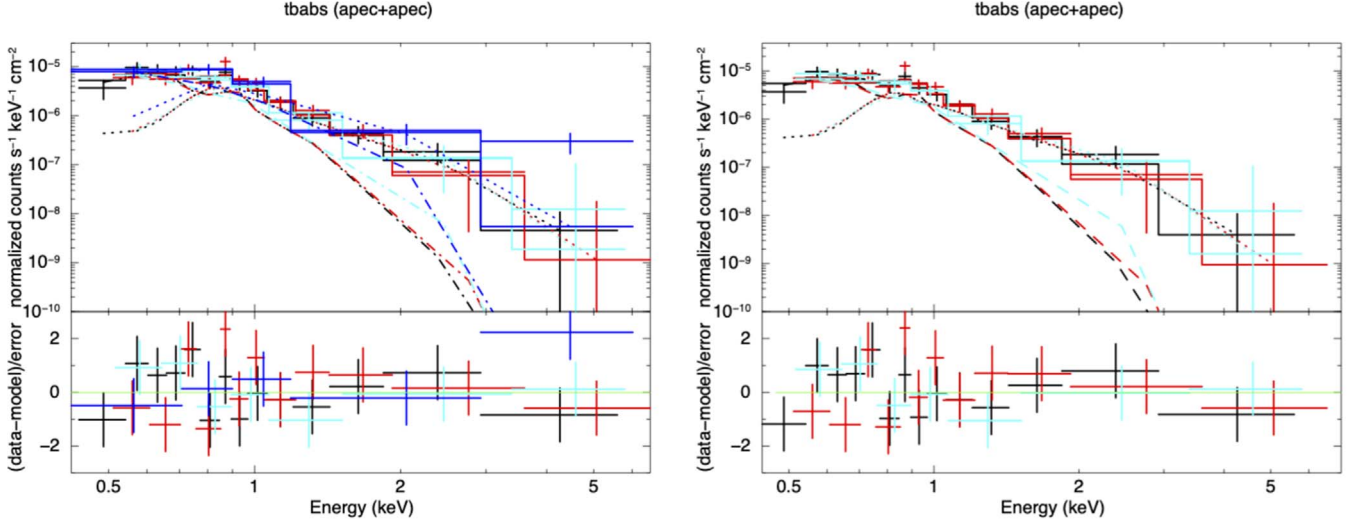 tbabs (apec+apec)
normalized counts s⁻¹ keV⁻¹ cm⁻²
10⁻⁵
10⁻⁶
10⁻⁷
10⁻⁸
10⁻⁹
10⁻¹⁰
(data−model)/error
2
0
−2
0.5 1 2 5
Energy (keV)
tbabs (apec+apec)
normalized counts s⁻¹ keV⁻¹ cm⁻²
10⁻⁵
10⁻⁶
10⁻⁷
10⁻⁸
10⁻⁹
10⁻¹⁰
(data−model)/error
2
0
−2
0.5 1 2 5
Energy (keV)